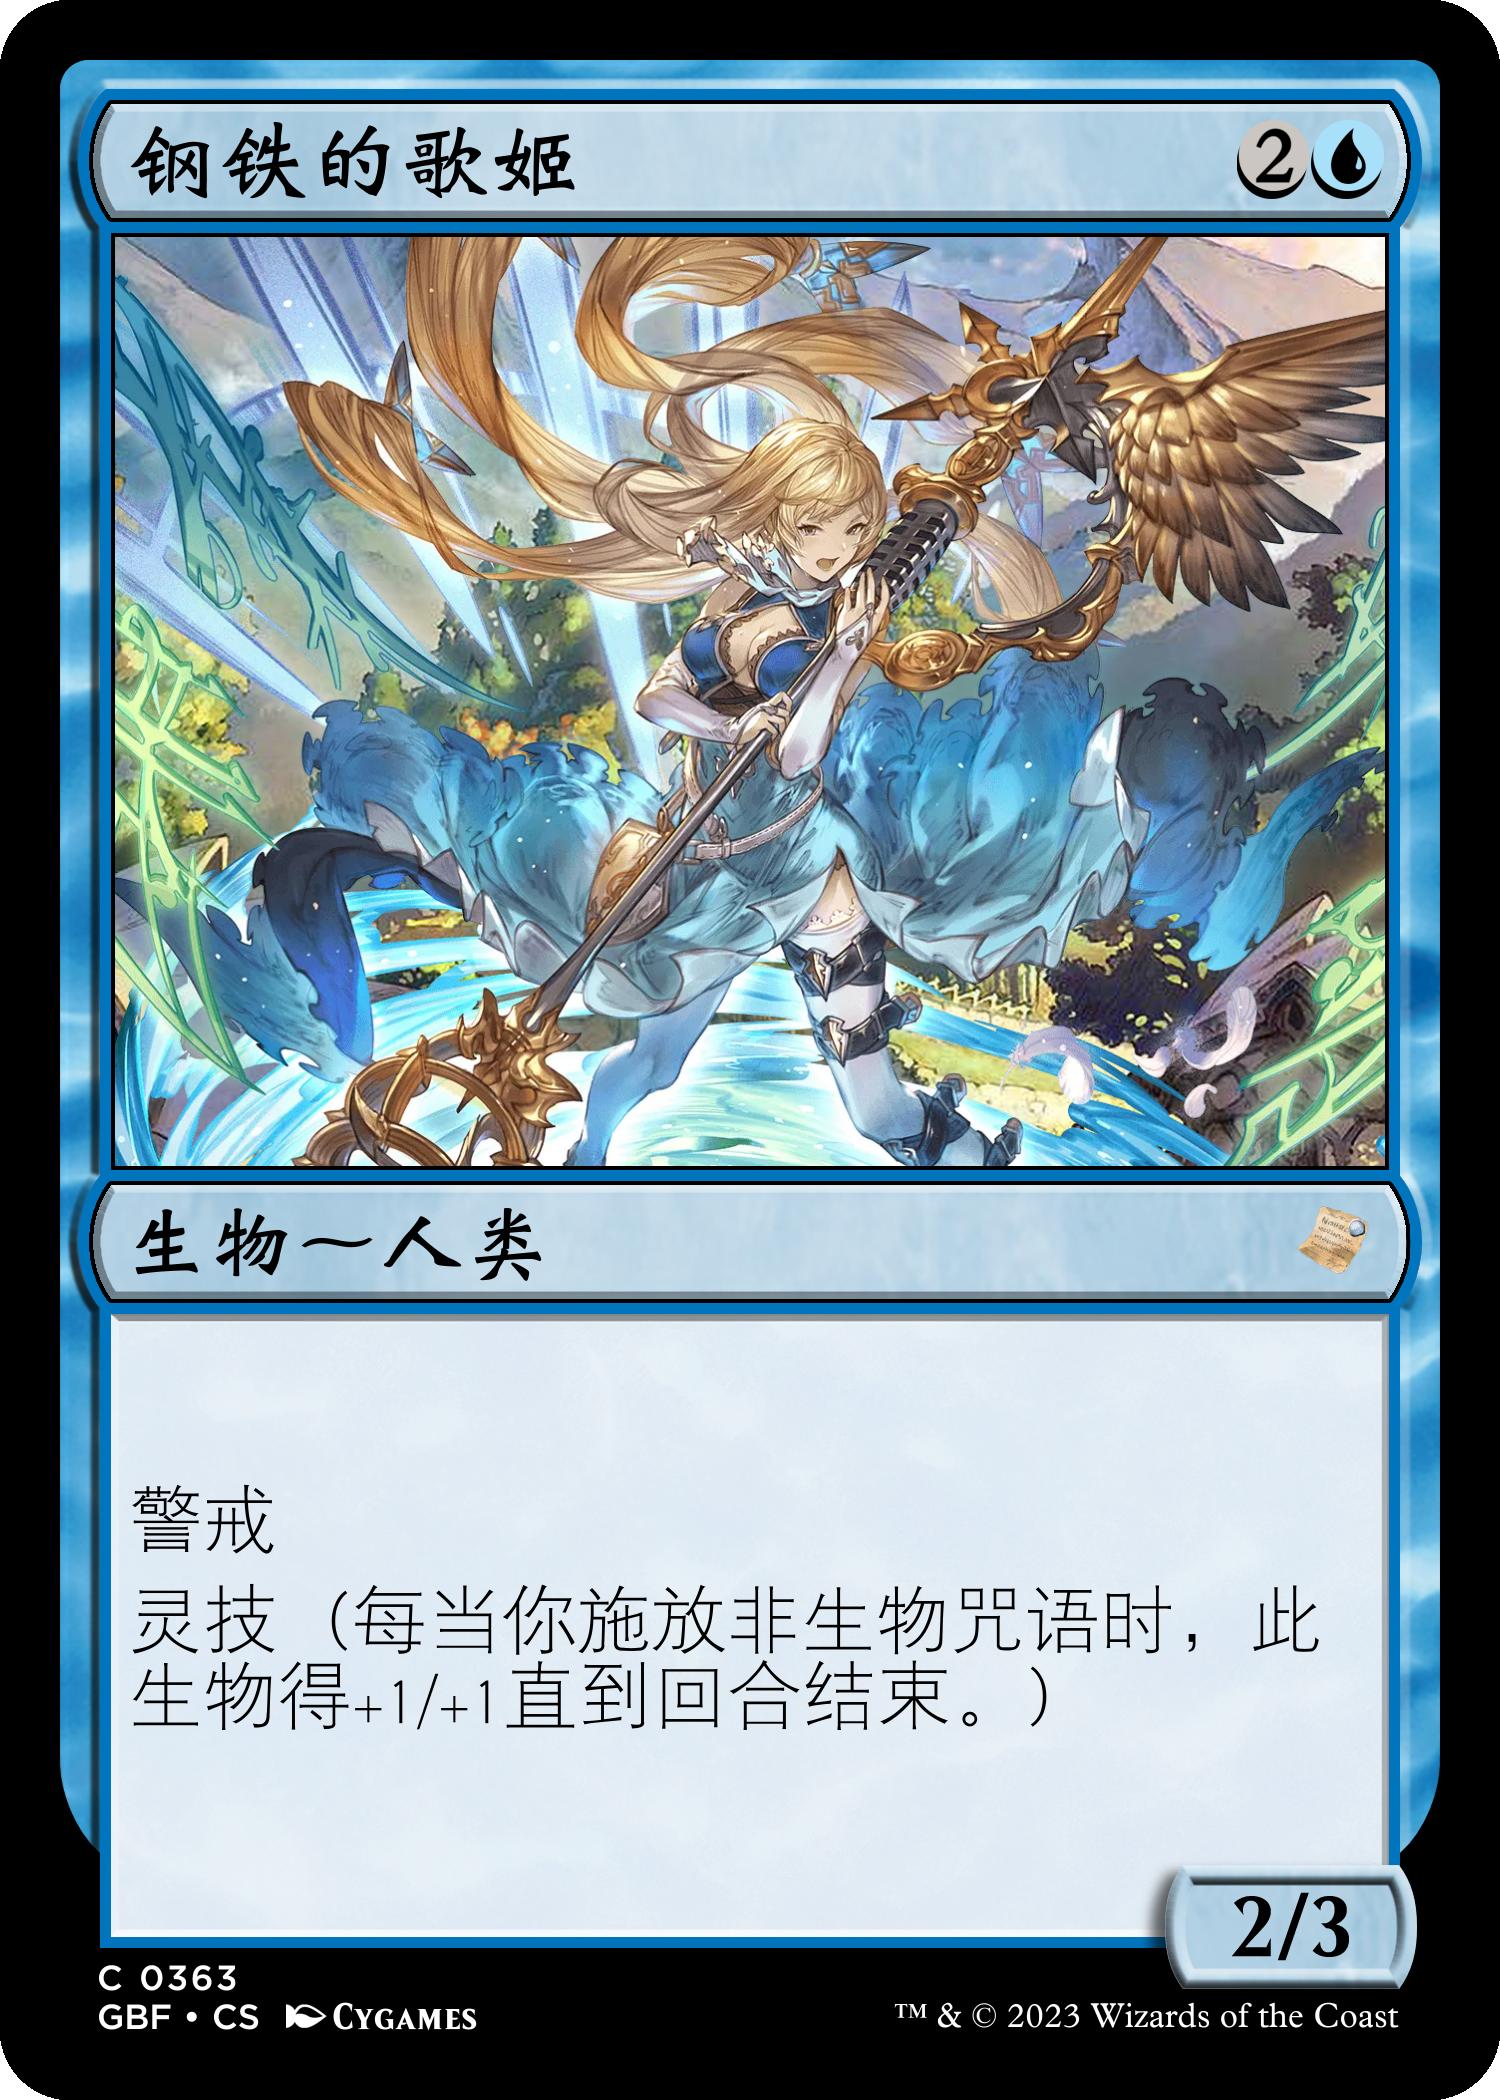 钢铁的歌姬 2
生物～人类
警戒
灵技（每当你施放非生物咒语时，此
生物得+1/+1直到回合结束。）
2/3
C 0363
GBF • CS CYGAMES
™ & © 2023 Wizards of the Coast